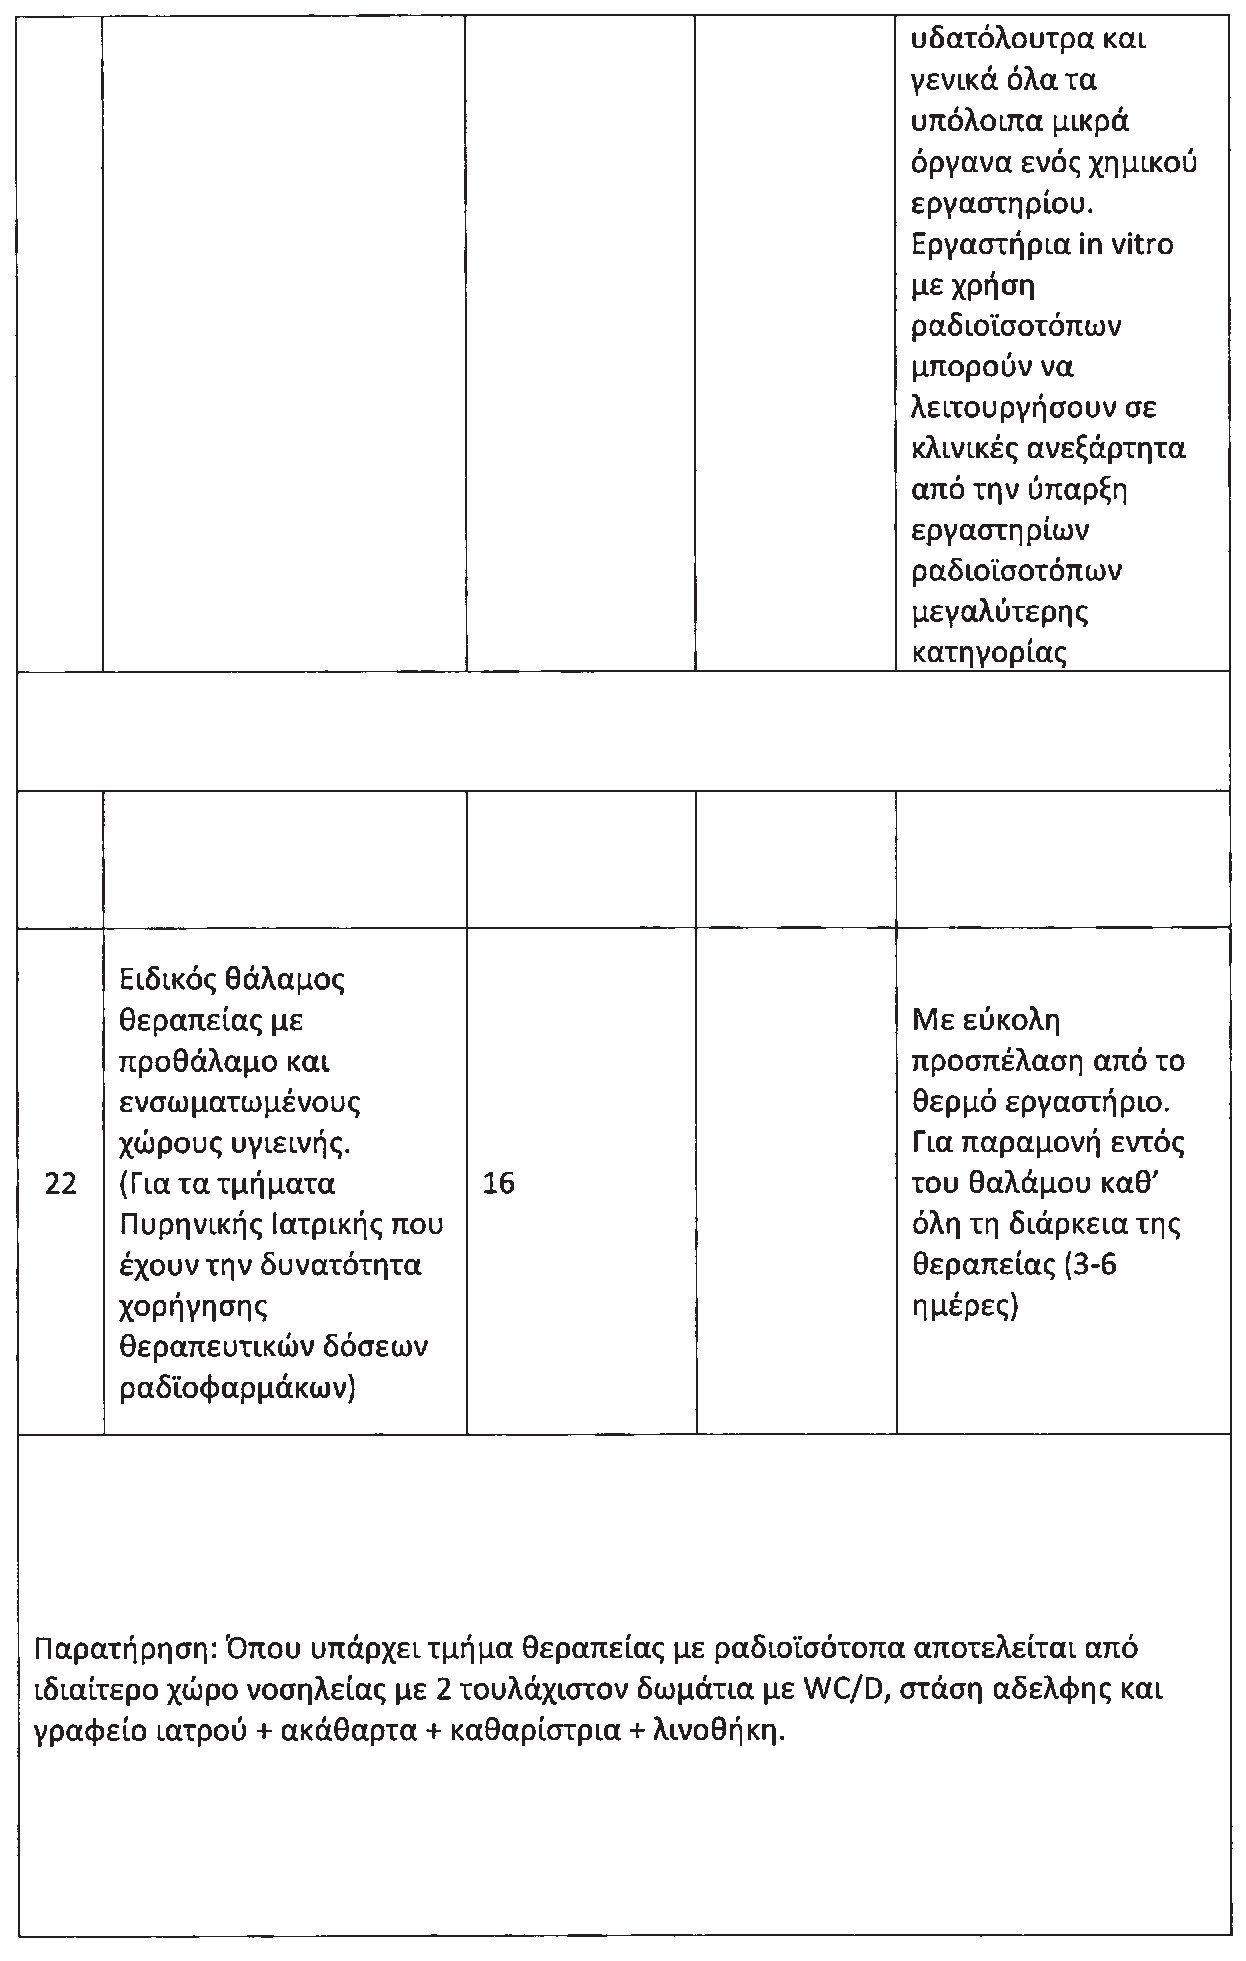 υδατόλουτρα και
γενικά όλα τα
υπόλοιπα μικρά
όργανα ενός χημικού
εργαστηρίου.
Εργαστήρια in vitro
με χρήση
ραδιοϊσοτόπων
μπορούν να
λειτουργήσουν σε
κλινικές ανεξάρτητα
από την ύπαρξη
εργαστηρίων
ραδιοϊσοτόπων
μεγαλύτερης
κατηγορίας
22
Ειδικός θάλαμος
θεραπείας με
προθάλαμο και
ενσωματωμένους
χώρους υγιεινής.
(Για τα τμήματα
Πυρηνικής Ιατρικής που
έχουν την δυνατότητα
χορήγησης
θεραπευτικών δόσεων
ραδϊοφαρμάκων)
16
Με εύκολη
προσπέλαση από το
θερμό εργαστήριο.
Για παραμονή εντός
του θαλάμου καθ’
όλη τη διάρκεια της
θεραπείας (3-6
ημέρες)
Παρατήρηση: Όπου υπάρχει τμήμα θεραπείας με ραδιοϊσότοπα αποτελείται από
ιδιαίτερο χώρο νοσηλείας με 2 τουλάχιστον δωμάτια με WC/D, στάση αδελφης και
γραφείο ιατρού + ακάθαρτα + καθαρίστρια + λινοθήκη.